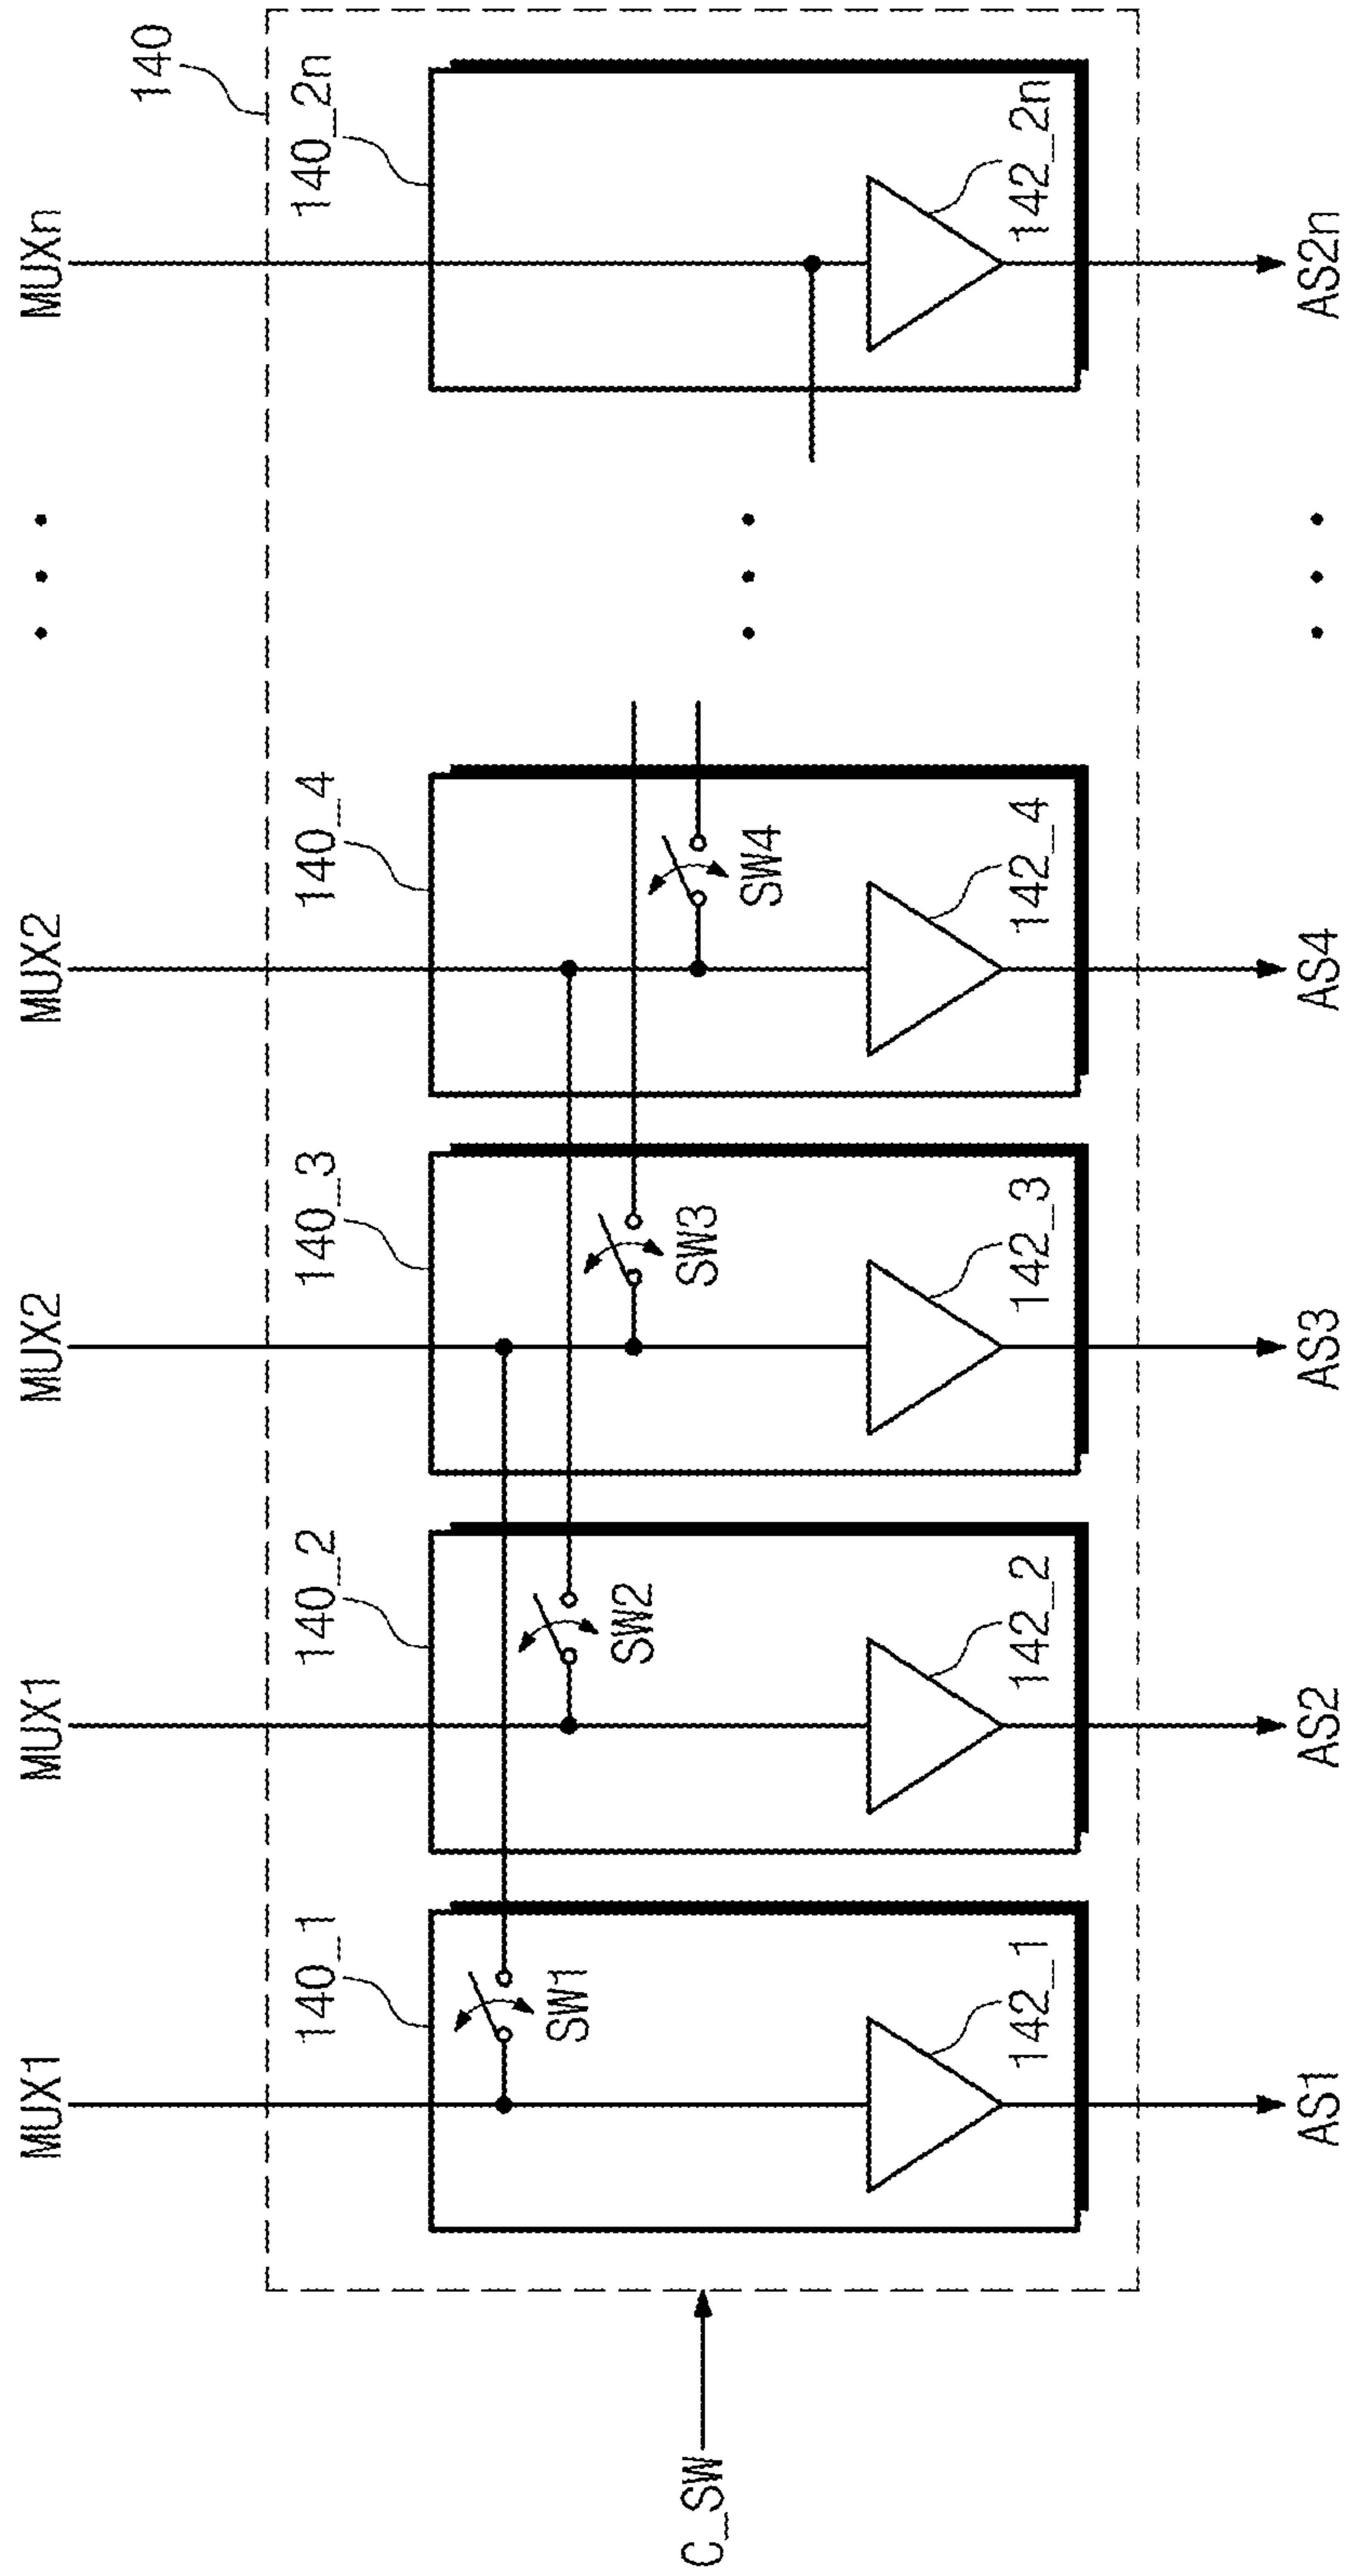 140
MUX1
MUX1
MUX2
MUX2
MUXn
140_1
140_2
140_3
140_4
140_2n
SW1
SW2
SW3
SW4
C_SW
142_1
142_2
142_3
142_4
142_2n
AS1
AS2
AS3
AS4
AS2n